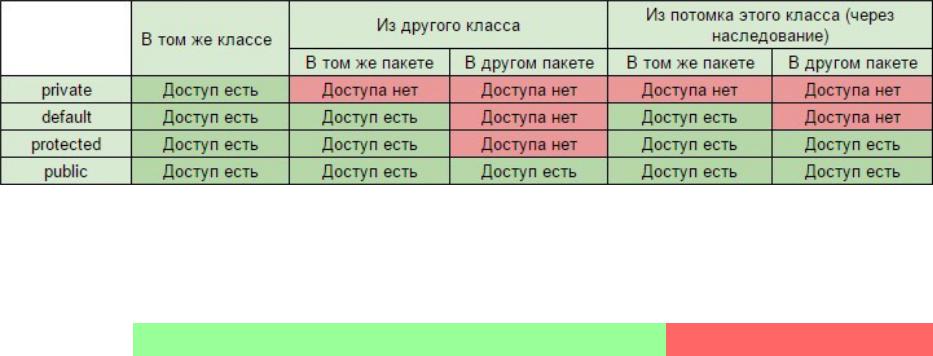 В том же классе
Из другого класса
Из потомка этого класса (через
наследование)
В том же пакете
В другом пакете
В том же пакете
В другом пакете
private
Доступ есть
Доступа нет
Доступа нет
Доступа нет
Доступа нет
default
Доступ есть
Доступ есть
Доступа нет
Доступ есть
Доступа нет
protected
Доступ есть
Доступ есть
Доступа нет
Доступ есть
Доступ есть
public
Доступ есть
Доступ есть
Доступ есть
Доступ есть
Доступ есть